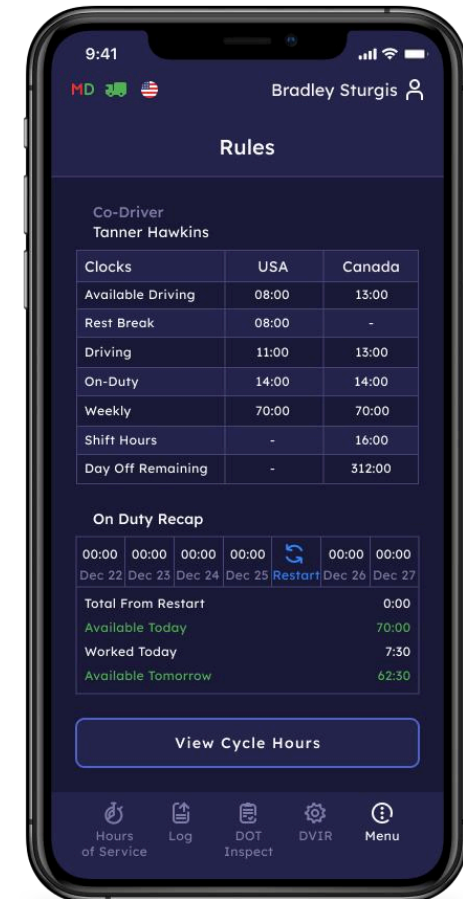 9:41
MD
Bradley Sturgis
Rules
Co-Driver
Tanner Hawkins
Clocks USA Canada
Available Driving 08:00 13:00
Rest Break 08:00 -
Driving 11:00 13:00
On-Duty 14:00 14:00
Weekly 70:00 70:00
Shift Hours - 16:00
Day Off Remaining - 312:00
On Duty Recap
00:00 00:00 00:00 00:00 00:00 00:00
Dec 22 Dec 23 Dec 24 Dec 25 Restart Dec 26 Dec 27
Total From Restart 0:00
Available Today 70:00
Worked Today 7:30
Available Tomorrow 62:30
View Cycle Hours
Hours of Service
Log
DOT Inspect
DVIR
Menu